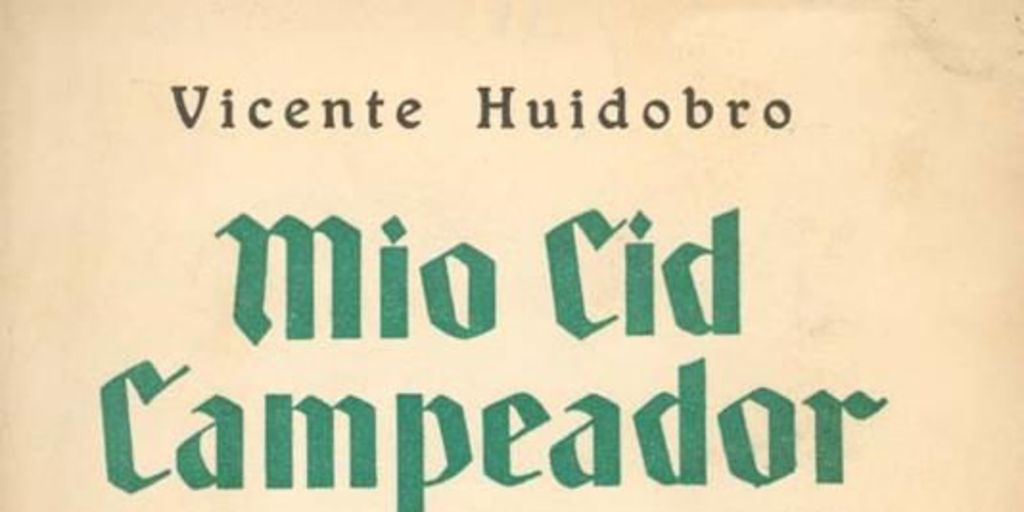 Vicente Huidobro
Mio Cid
Campeador